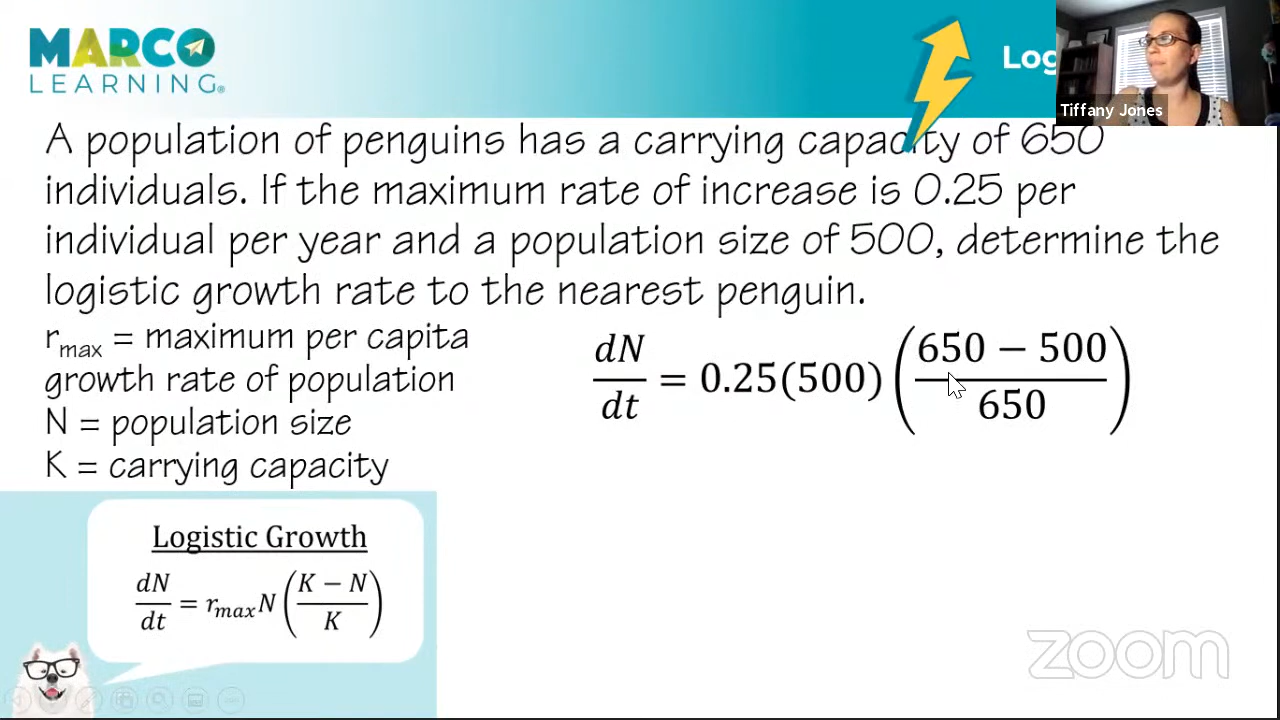 MARCO
LEARNING®
Log
Tiffany Jones
A population of penguins has a carrying capacity of 650
individuals. If the maximum rate of increase is 0.25 per
individual per year and a population size of 500, determine the
logistic growth rate to the nearest penguin.
r_max = maximum per capita
growth rate of population
N = population size
K = carrying capacity
dN/dt = 0.25(500) ((650 − 500)/650)
Logistic Growth
dN/dt = r_max N ((K − N)/K)
zoom